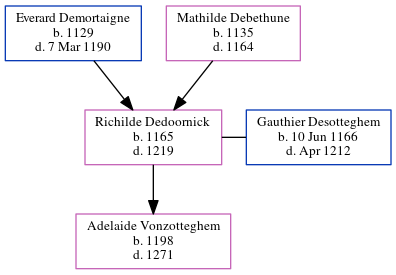 Everard Demortaigne
b. 1129
d. 7 Mar 1190
Mathilde Debethune
b. 1135
d. 1164
Richilde Dedoornick
b. 1165
d. 1219
Gauthier Desotteghem
b. 10 Jun 1166
d. Apr 1212
Adelaide Vonzotteghem
b. 1198
d. 1271